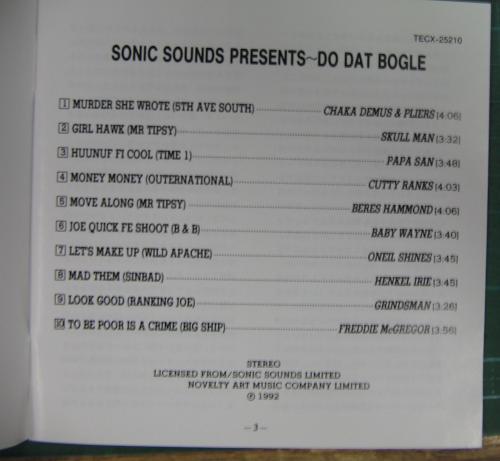 TECX-25210
SONIC SOUNDS PRESENTS~DO DAT BOGLE
1 MURDER SHE WROTE (5TH AVE SOUTH) CHAKA DEMUS & PLIERS [4:06]
2 GIRL HAWK (MR TIPSY) SKULL MAN [3:32]
3 HUUNUF FI COOL (TIME 1) PAPA SAN [3:48]
4 MONEY MONEY (OUTERNATIONAL) CUTTY RANKS [4:03]
5 MOVE ALONG (MR TIPSY) BERES HAMMOND [4:06]
6 JOE QUICK FE SHOOT (B & B) BABY WAYNE [3:40]
7 LET'S MAKE UP (WILD APACHE) ONEIL SHINES [3:45]
8 MAD THEM (SINBAD) HENKEL IRIE [3:45]
9 LOOK GOOD (RANKING JOE) GRINDSMAN [3:26]
10 TO BE POOR IS A CRIME (BIG SHIP) FREDDIE McGREGOR [3:56]
STEREO
LICENSED FROM/SONIC SOUNDS LIMITED
NOVELTY ART MUSIC COMPANY LIMITED
℗ 1992
—3—